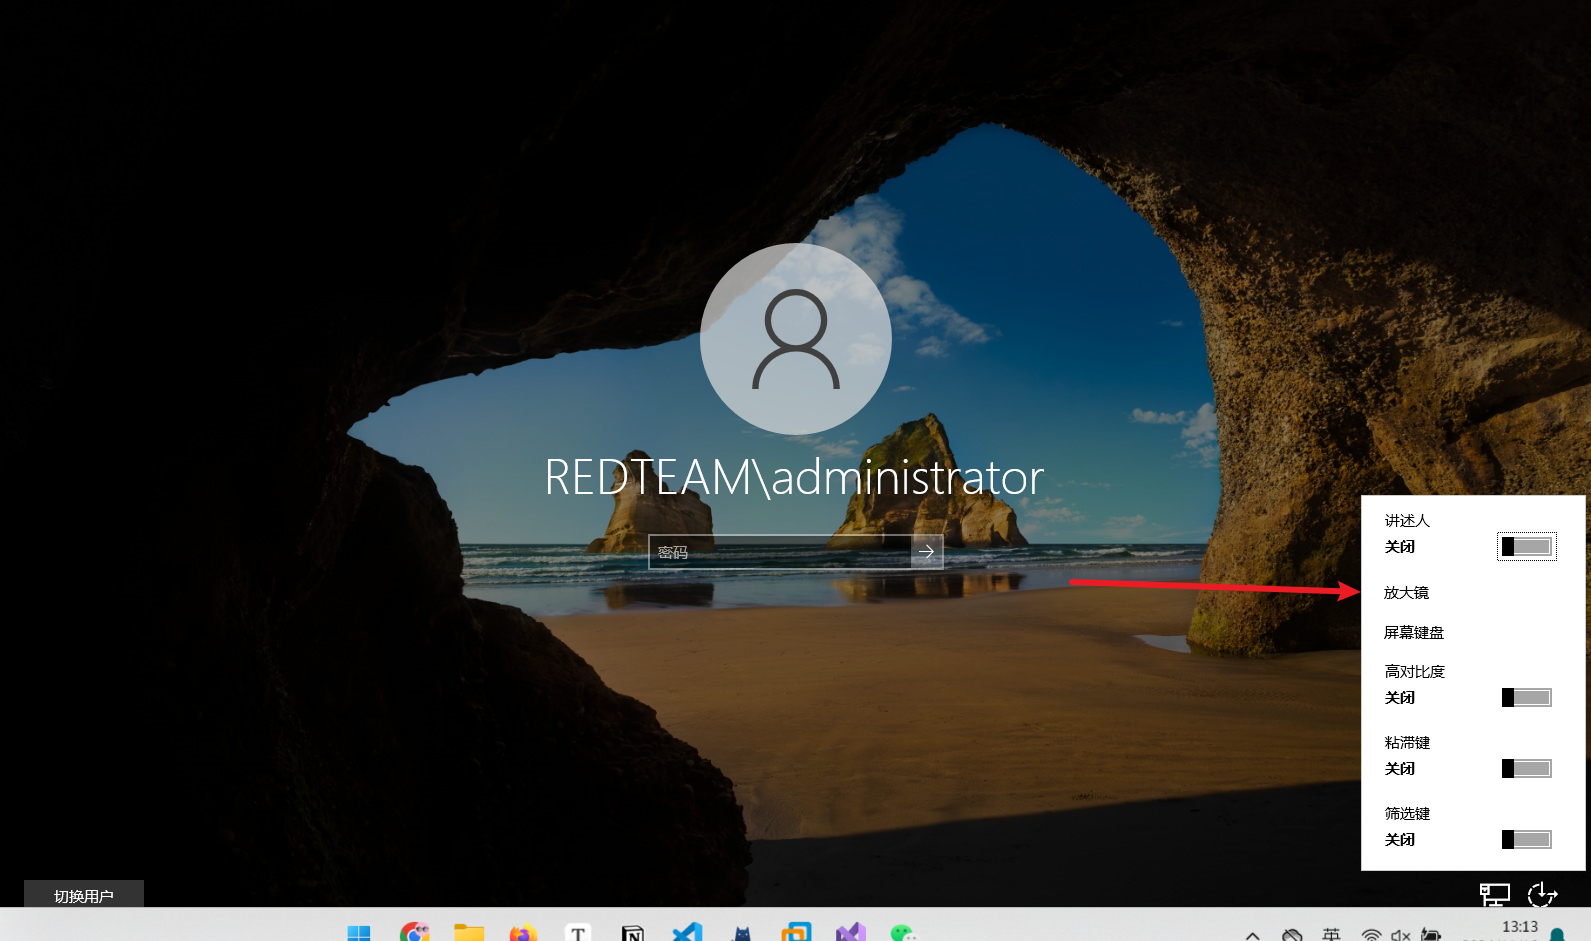 REDTEAM\administrator
密码
讲述人
关闭
放大镜
屏幕键盘
高对比度
关闭
粘滞键
关闭
筛选键
关闭
切换用户
T
N
英
13:13